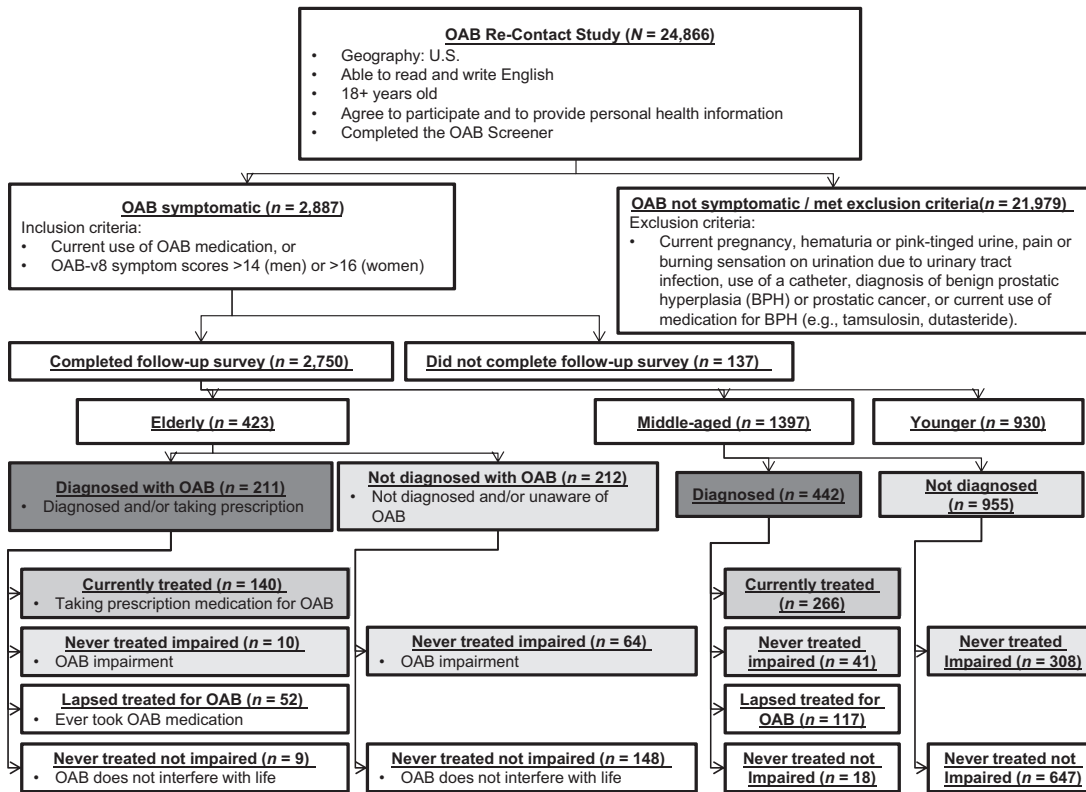 OAB Re-Contact Study (N = 24,866)
• Geography: U.S.
• Able to read and write English
• 18+ years old
• Agree to participate and to provide personal health information
• Completed the OAB Screener
OAB symptomatic (n = 2,887)
Inclusion criteria:
• Current use of OAB medication, or
• OAB-v8 symptom scores >14 (men) or >16 (women)
OAB not symptomatic / met exclusion criteria(n = 21,979)
Exclusion criteria:
• Current pregnancy, hematuria or pink-tinged urine, pain or
burning sensation on urination due to urinary tract
infection, use of a catheter, diagnosis of benign prostatic
hyperplasia (BPH) or prostatic cancer, or current use of
medication for BPH (e.g., tamsulosin, dutasteride).
Completed follow-up survey (n = 2,750)
Did not complete follow-up survey (n = 137)
Elderly (n = 423)
Middle-aged (n = 1397)
Younger (n = 930)
Diagnosed with OAB (n = 211)
• Diagnosed and/or taking prescription
Not diagnosed with OAB (n = 212)
• Not diagnosed and/or unaware of
OAB
Diagnosed (n = 442)
Not diagnosed
(n = 955)
Currently treated (n = 140)
• Taking prescription medication for OAB
Currently treated
(n = 266)
Never treated impaired (n = 10)
• OAB impairment
Never treated impaired (n = 64)
• OAB impairment
Never treated
impaired (n = 41)
Never treated
Impaired (n = 308)
Lapsed treated for OAB (n = 52)
• Ever took OAB medication
Lapsed treated for
OAB (n = 117)
Never treated not impaired (n = 9)
• OAB does not interfere with life
Never treated not impaired (n = 148)
• OAB does not interfere with life
Never treated not
Impaired (n = 18)
Never treated not
Impaired (n = 647)